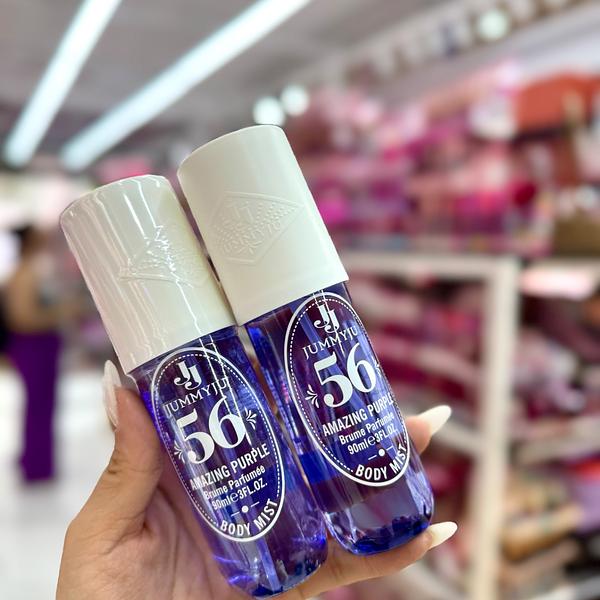 JJ
JUMMYJU
56
AMAZING PURPLE
Brume Parfumée
90ml℮3FL.OZ.
BODY MIST
JJ
JUMMYJU
56
AMAZING PURPLE
Brume Parfumée
90ml℮3FL.OZ.
BODY MIST